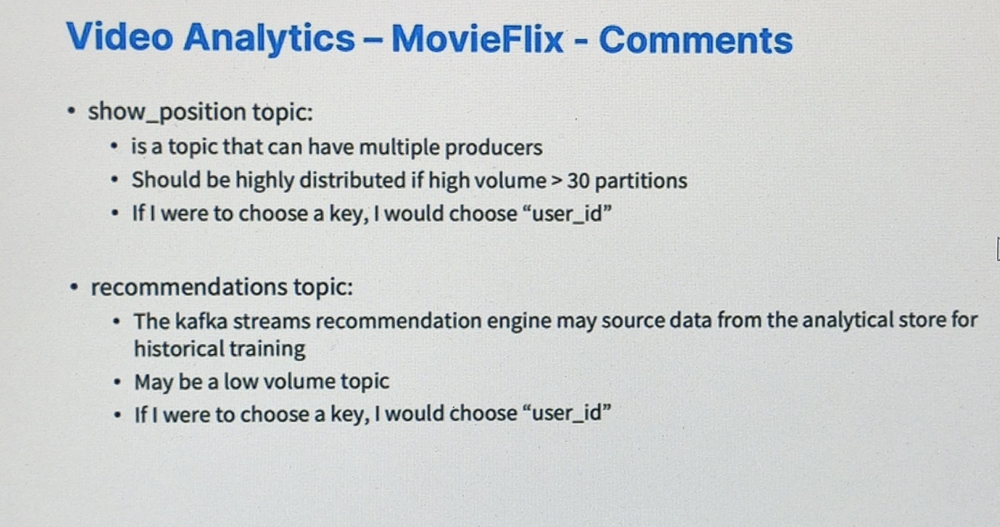 Video Analytics – MovieFlix - Comments
• show_position topic:
• is a topic that can have multiple producers
• Should be highly distributed if high volume > 30 partitions
• If I were to choose a key, I would choose “user_id”
• recommendations topic:
• The kafka streams recommendation engine may source data from the analytical store for
historical training
• May be a low volume topic
• If I were to choose a key, I would choose “user_id”